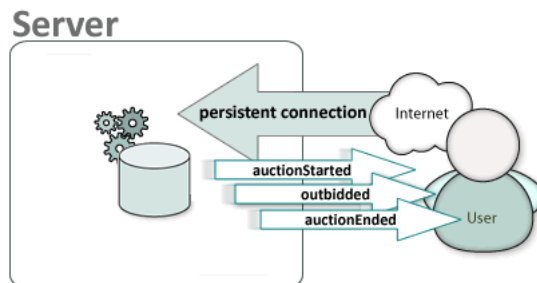 Server
persistent connection
Internet
auctionStarted
outbidded
auctionEnded
User